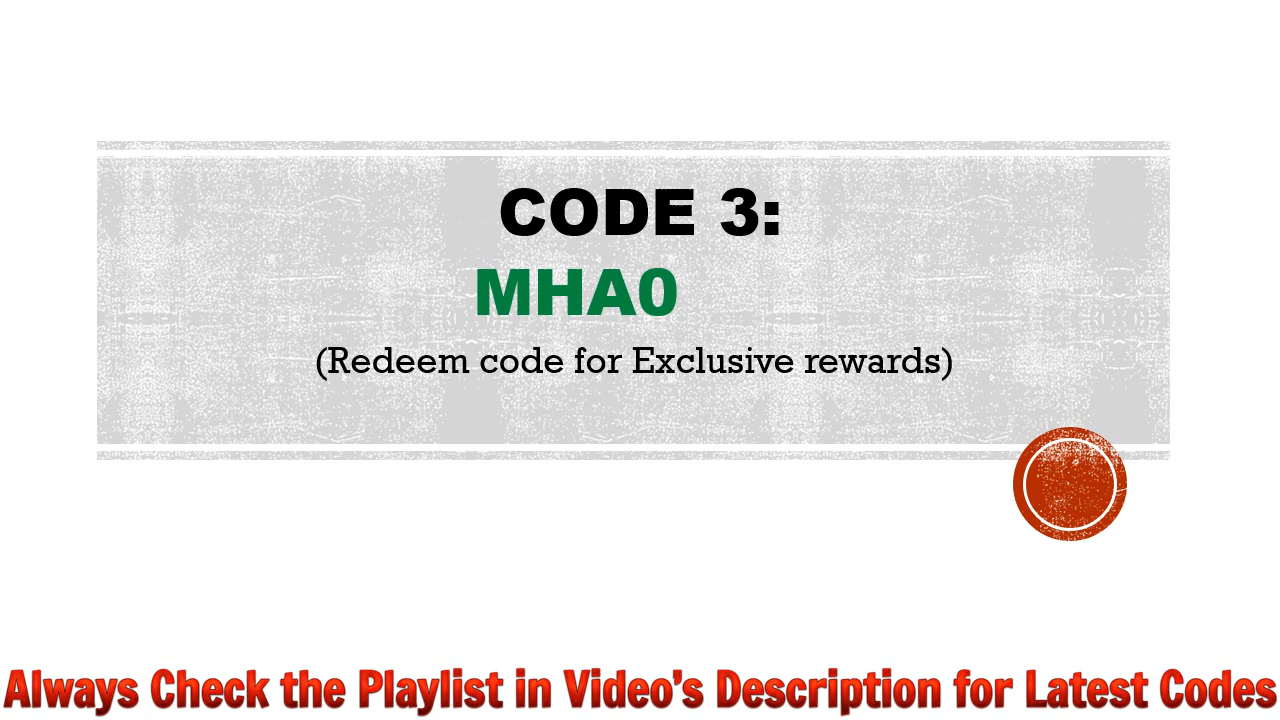 CODE 3:
MHA0
(Redeem code for Exclusive rewards)
Always Check the Playlist in Video's Description for Latest Codes